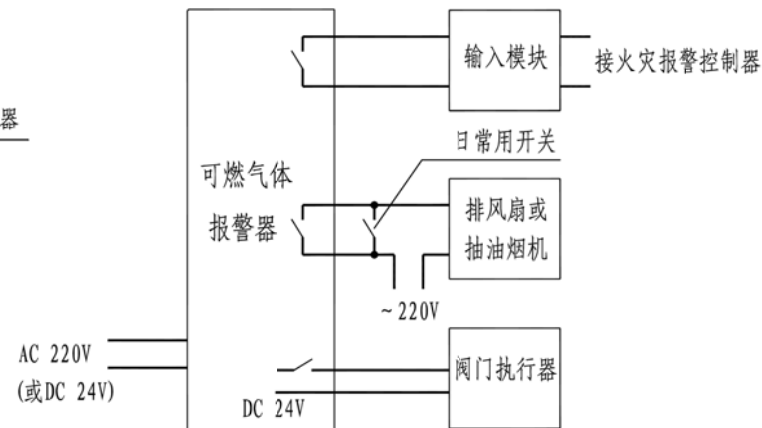 输入模块
接火灾报警控制器
器
日常用开关
可燃气体
报警器
排风扇或
抽油烟机
~220V
AC 220V
(或DC 24V)
阀门执行器
DC 24V